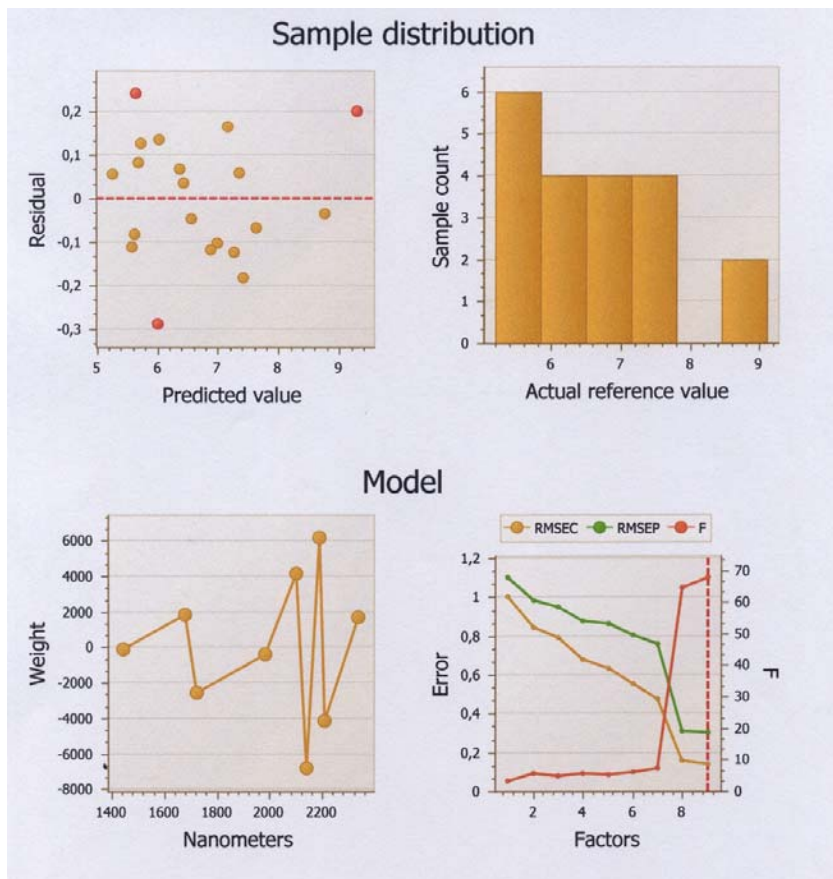 Sample distribution
0,2
0,1
0
-0,1
-0,2
-0,3
Residual
5 6 7 8 9
Predicted value
6
5
4
3
2
1
0
Sample count
6 7 8 9
Actual reference value
Model
6000
4000
2000
0
-2000
-4000
-6000
-8000
Weight
1400 1600 1800 2000 2200
Nanometers
RMSEC RMSEP F
1,2
1
0,8
0,6
0,4
0,2
0
Error
2 4 6 8
Factors
70
60
50
40
30
20
10
0
F